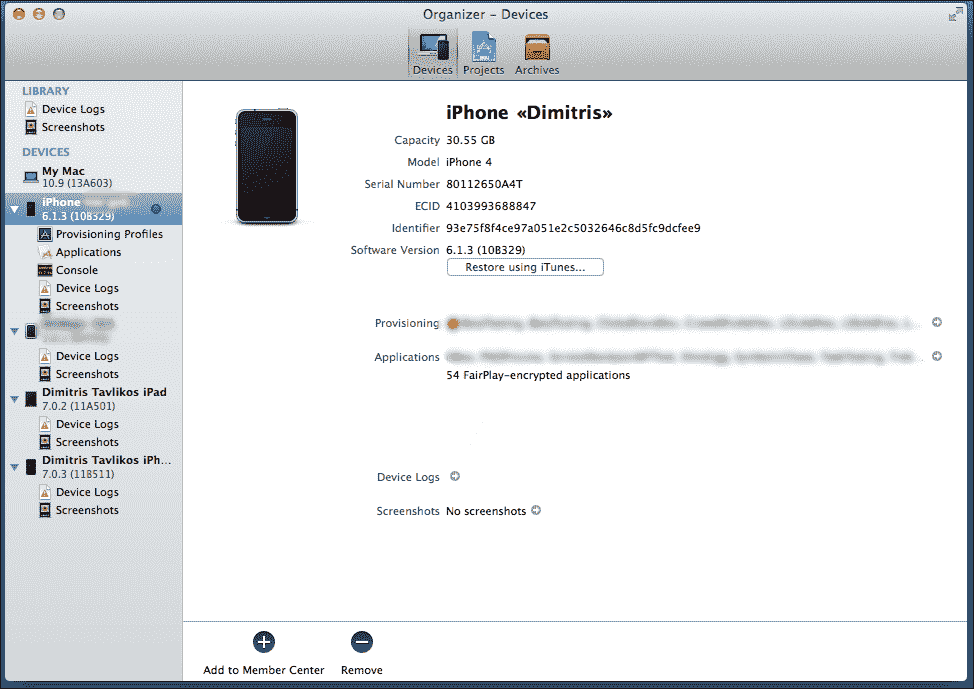 Organizer – Devices
Devices Projects Archives
LIBRARY
Device Logs
Screenshots
DEVICES
My Mac
10.9 (13A603)
iPhone
6.1.3 (10B329)
Provisioning Profiles
Applications
Console
Device Logs
Screenshots
Device Logs
Screenshots
Dimitris Tavlikos iPad
7.0.2 (11A501)
Device Logs
Screenshots
Dimitris Tavlikos iPh...
7.0.3 (11B511)
Device Logs
Screenshots
iPhone «Dimitris»
Capacity 30.55 GB
Model iPhone 4
Serial Number 80112650A4T
ECID 4103993688847
Identifier 93e75f8f4ce97a051e2c5032646c8d5fc9dcfee9
Software Version 6.1.3 (10B329)
Restore using iTunes...
Provisioning
Applications
54 FairPlay-encrypted applications
Device Logs
Screenshots No screenshots
Add to Member Center Remove